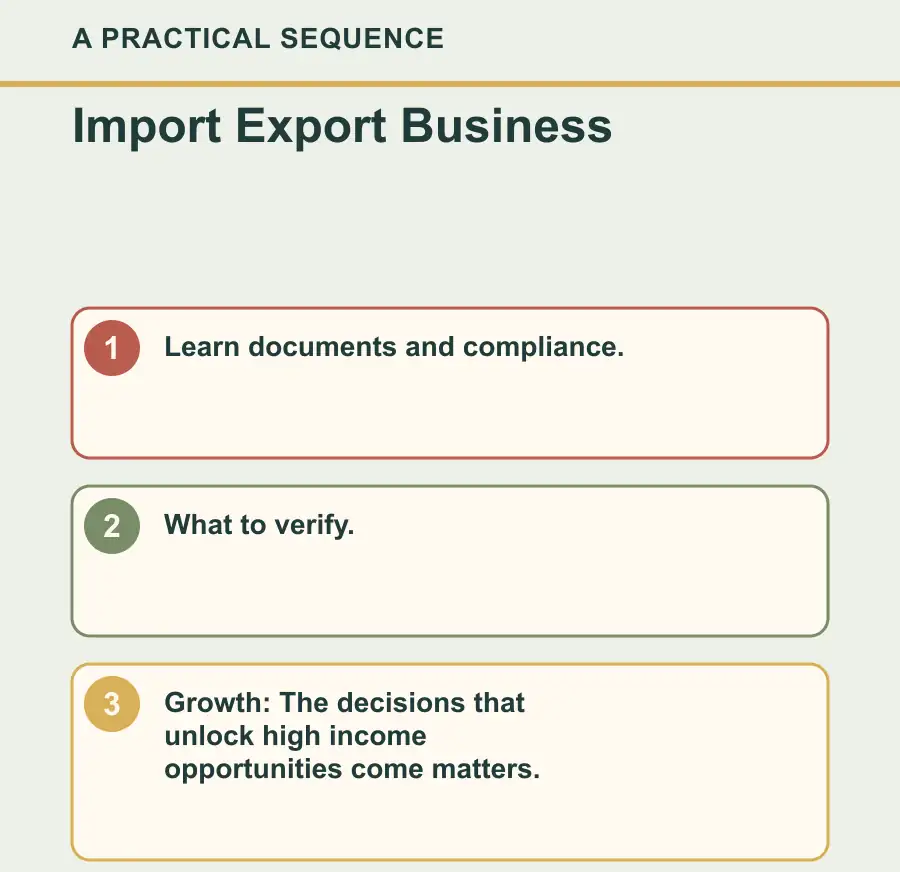 A PRACTICAL SEQUENCE
Import Export Business
1
Learn documents and compliance.
2
What to verify.
3
Growth: The decisions that
unlock high income
opportunities come matters.